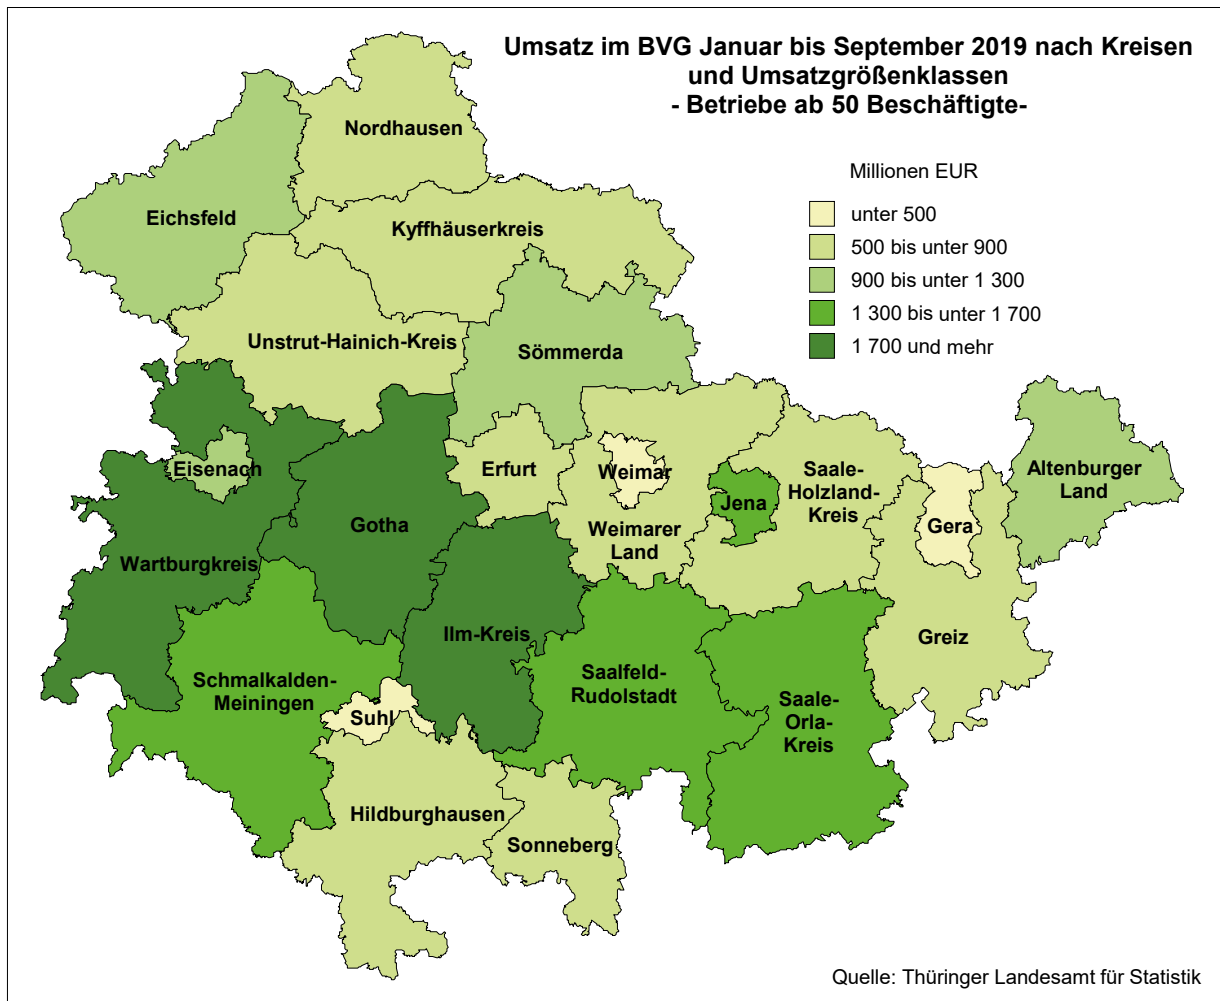 Umsatz im BVG Januar bis September 2019 nach Kreisen
und Umsatzgrößenklassen
- Betriebe ab 50 Beschäftigte-
Millionen EUR
unter 500
500 bis unter 900
900 bis unter 1 300
1 300 bis unter 1 700
1 700 und mehr
Nordhausen
Eichsfeld
Kyffhäuserkreis
Unstrut-Hainich-Kreis
Sömmerda
Eisenach
Erfurt
Weimar
Saale-
Holzland-
Kreis
Altenburger
Land
Jena
Gotha
Gera
Weimarer
Land
Wartburgkreis
Ilm-Kreis
Greiz
Schmalkalden-
Meiningen
Saalfeld-
Rudolstadt
Saale-
Orla-
Kreis
Suhl
Hildburghausen
Sonneberg
Quelle: Thüringer Landesamt für Statistik